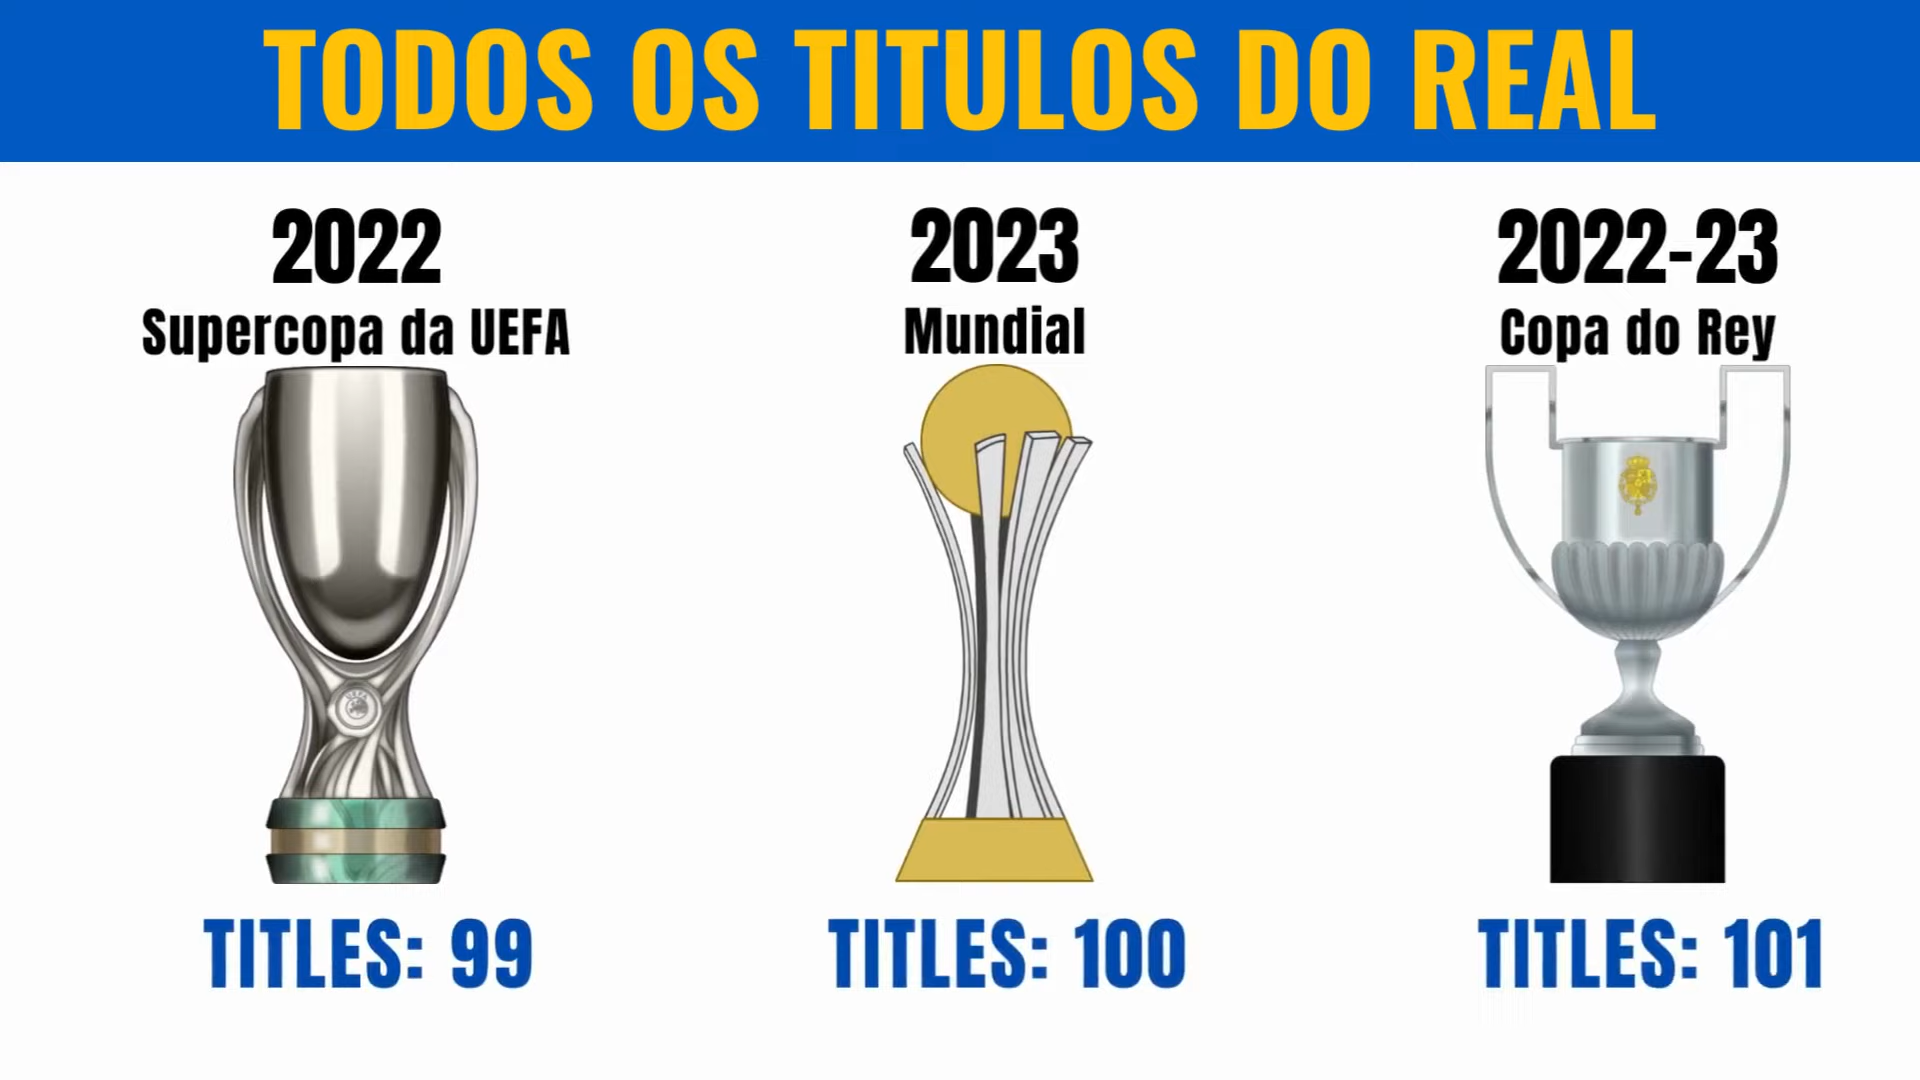 TODOS OS TITULOS DO REAL
2022
Supercopa da UEFA
UEFA
TITLES: 99
2023
Mundial
TITLES: 100
2022-23
Copa do Rey
TITLES: 101